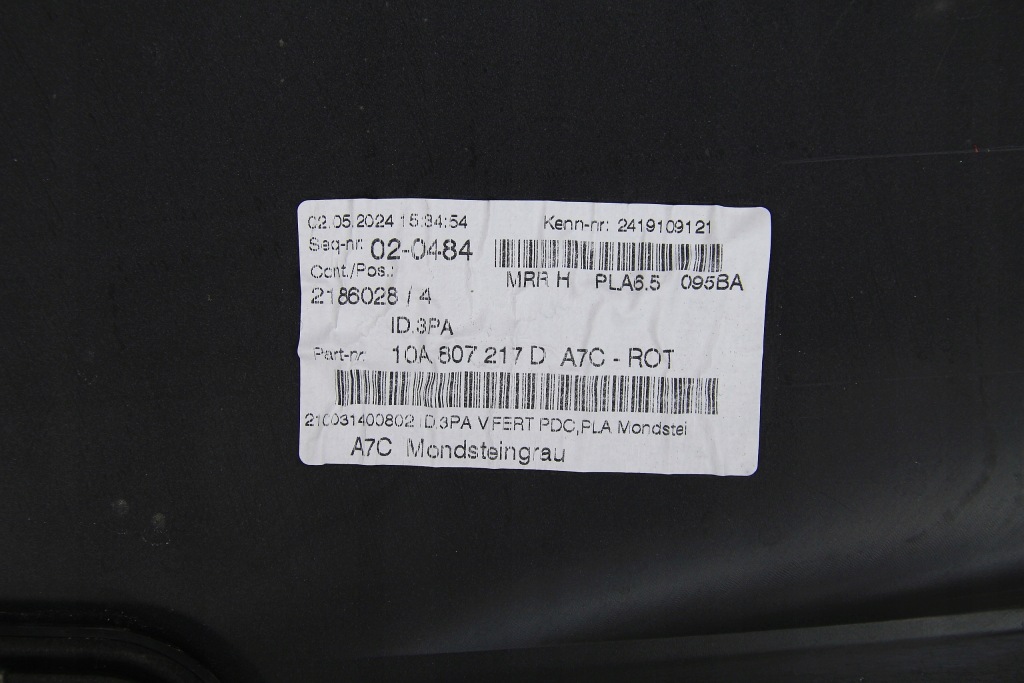 02.05.2024 15:34:54 Kenn-nr: 2419109121
Seq-nr: 02-0484
Cont./Pos.: MRR H PLA6.5 095BA
2186028 / 4
ID.3PA
Part-nr: 10A 807 217 D A7C - ROT
210031400802 ID.3PA VFERT PDC,PLA Mondstei
A7C Mondsteingrau